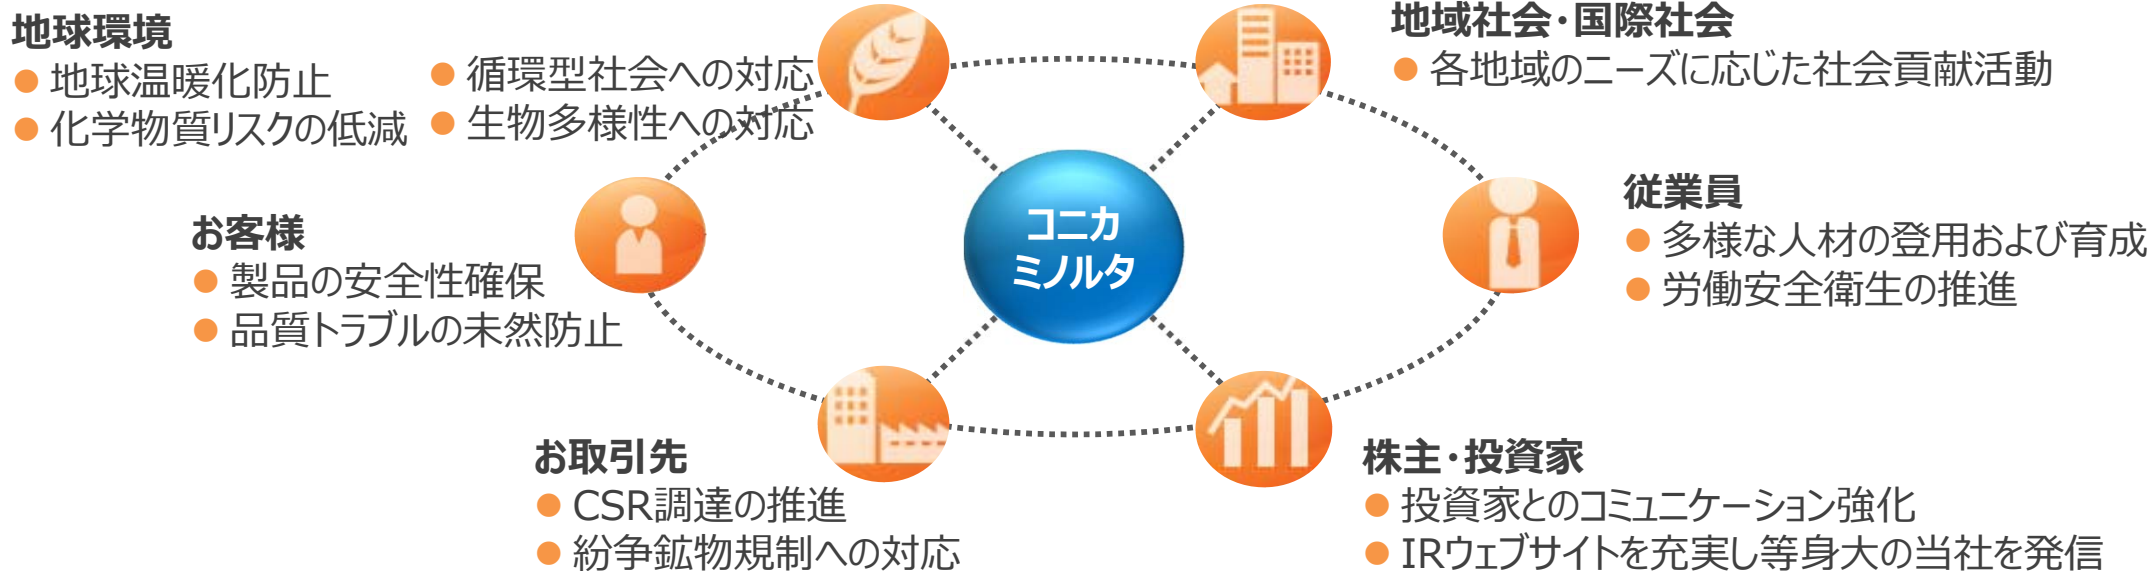 地球環境
● 地球温暖化防止
● 化学物質リスクの低減
● 循環型社会への対応
● 生物多様性への対応
地域社会・国際社会
● 各地域のニーズに応じた社会貢献活動
お客様
● 製品の安全性確保
● 品質トラブルの未然防止
コニカ
ミノルタ
従業員
● 多様な人材の登用および育成
● 労働安全衛生の推進
お取引先
● CSR調達の推進
● 紛争鉱物規制への対応
株主・投資家
● 投資家とのコミュニケーション強化
● IRウェブサイトを充実し等身大の当社を発信